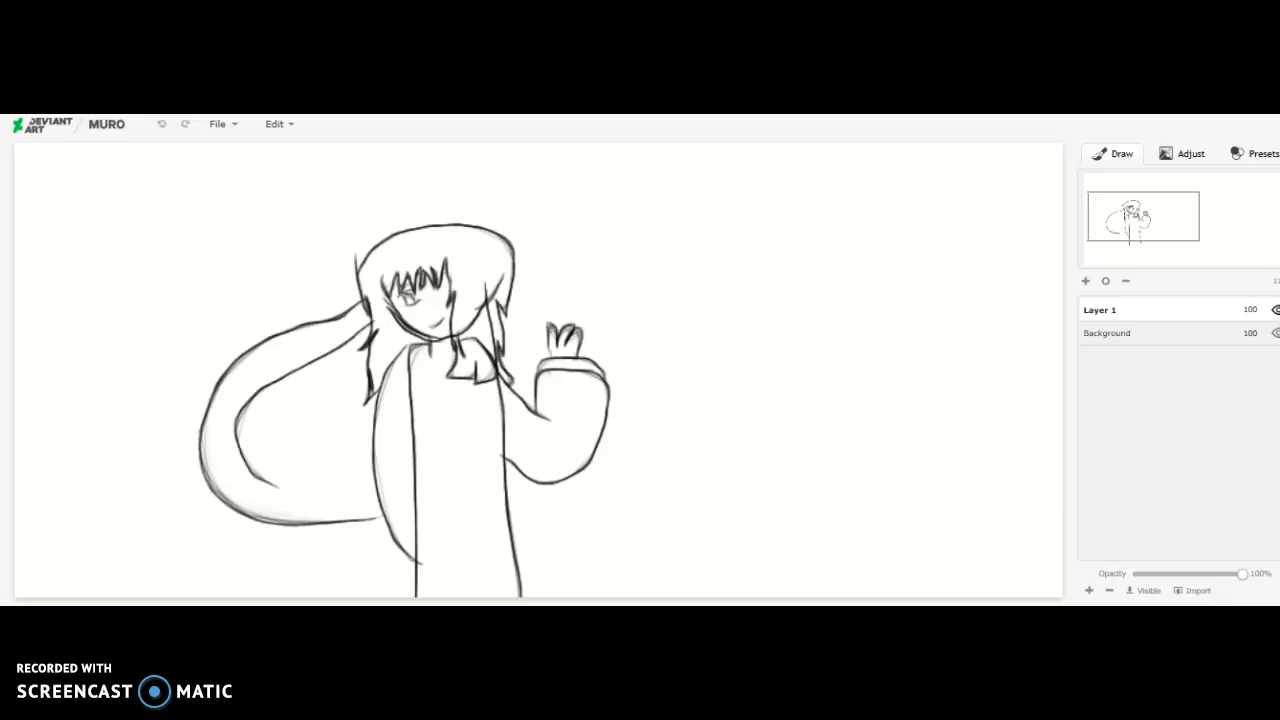 DEVIANT
ART
MURO
File
Edit
Draw
Adjust
Presets
Layer 1
100
Background
100
Opacity
100%
Visible
Import
RECORDED WITH
SCREENCAST MATIC